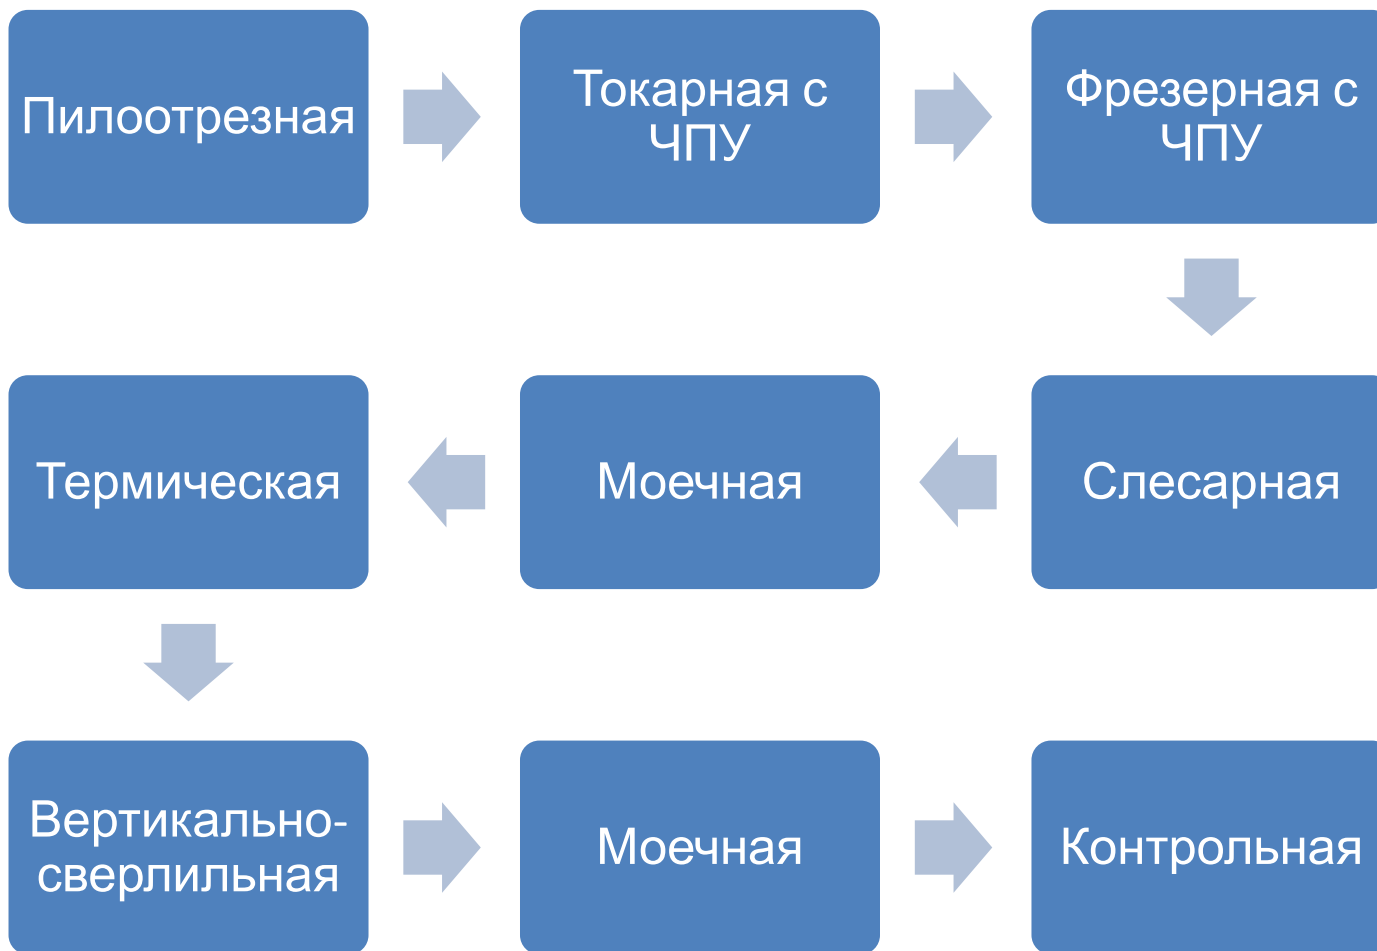 Пилоотрезная
Токарная с
ЧПУ
Фрезерная с
ЧПУ
Слесарная
Моечная
Термическая
Вертикально-
сверлильная
Моечная
Контрольная